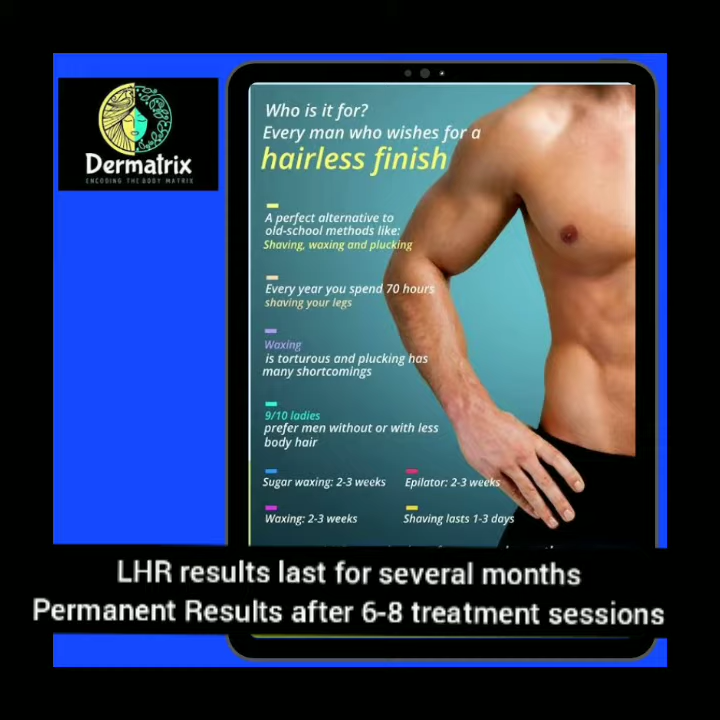 Dermatrix
ENCODING THE BODY MATRIX
Who is it for?
Every man who wishes for a
hairless finish
A perfect alternative to
old-school methods like:
Shaving, waxing and plucking
Every year you spend 70 hours
shaving your legs
Waxing
is torturous and plucking has
many shortcomings
9/10 ladies
prefer men without or with less
body hair
Sugar waxing: 2-3 weeks
Epilator: 2-3 weeks
Waxing: 2-3 weeks
Shaving lasts 1-3 days
LHR results last for several months
Permanent Results after 6-8 treatment sessions